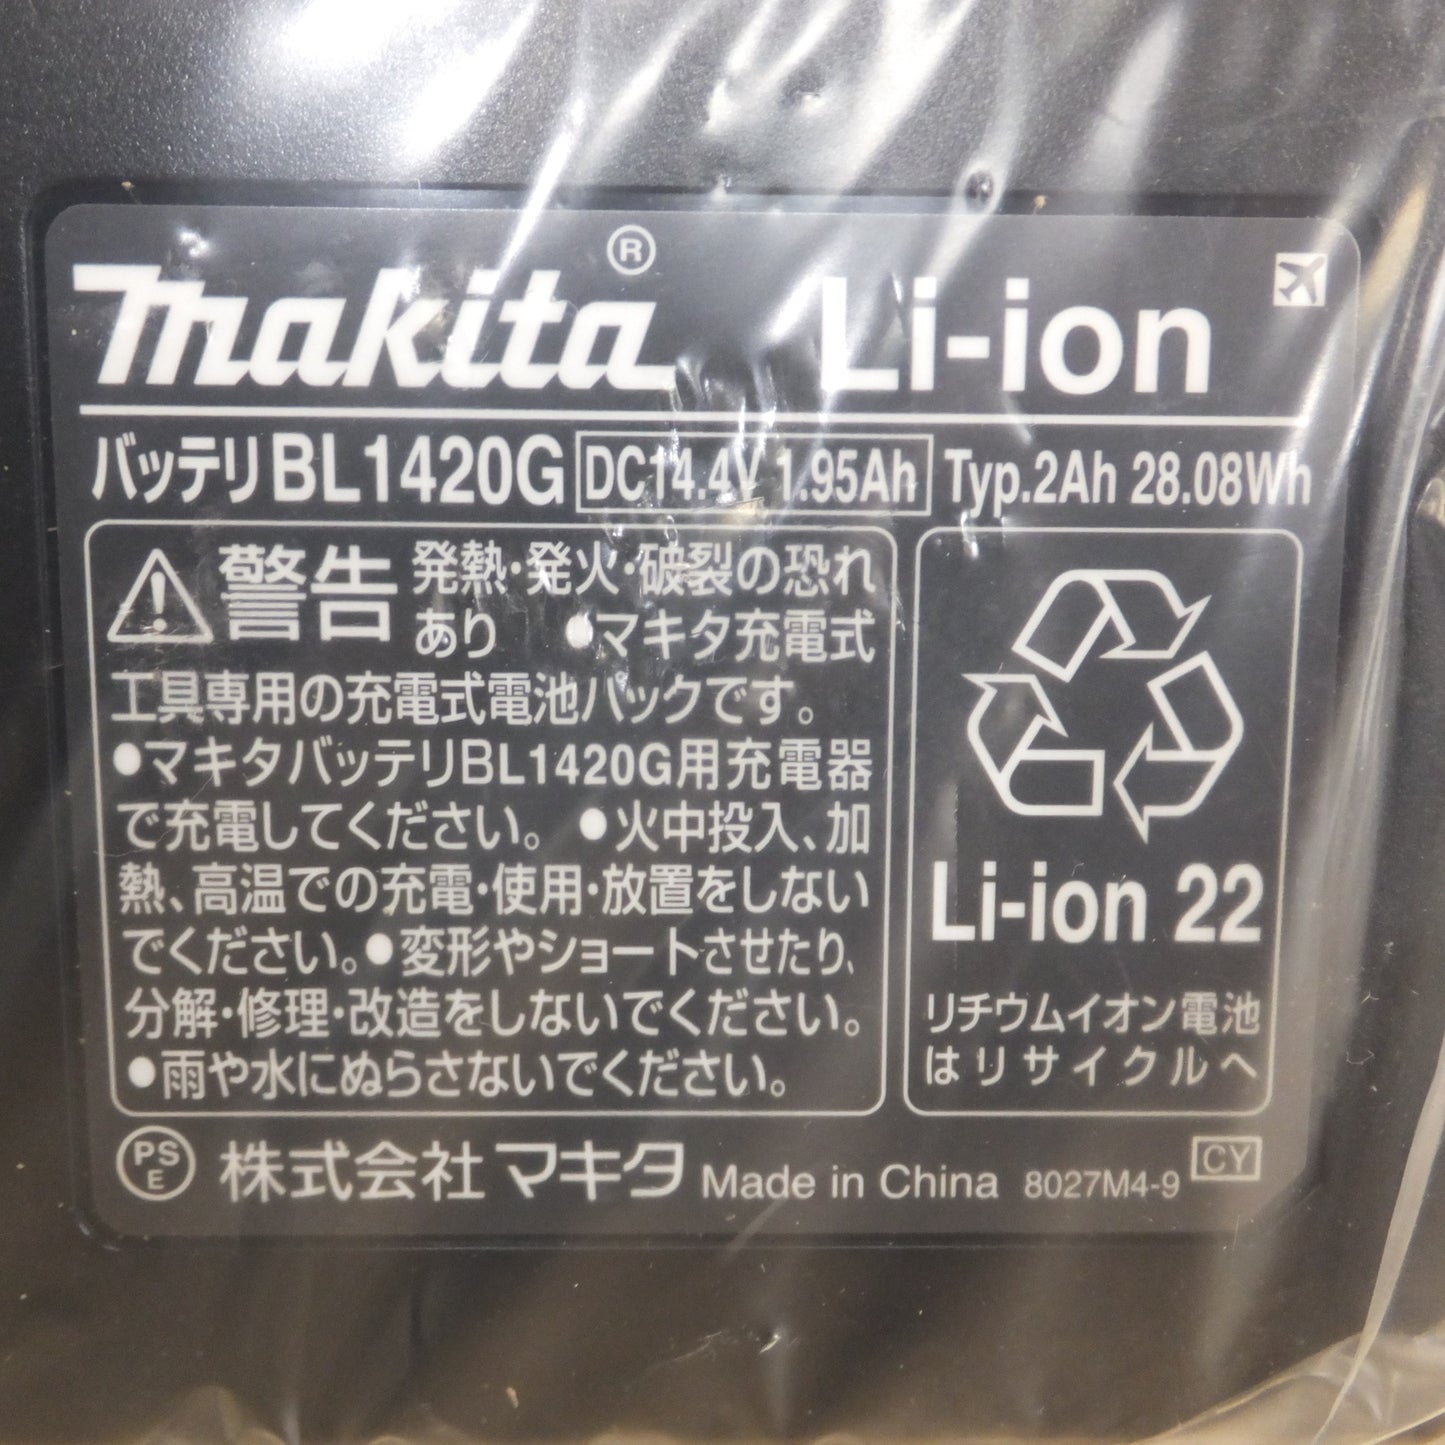 makita®
Li-ion
バッテリBL1420G DC14.4V 1.95Ah Typ.2Ah 28.08Wh
警告 発熱・発火・破裂の恐れ
あり ●マキタ充電式
工具専用の充電式電池パックです。
●マキタバッテリBL1420G用充電器
で充電してください。 ●火中投入、加
熱、高温での充電・使用・放置をしない
でください。●変形やショートさせたり、
分解・修理・改造をしないでください。
●雨や水にぬらさないでください。
Li-ion 22
リチウムイオン電池
はリサイクルへ
PS
E
株式会社マキタ Made in China 8027M4-9 CY